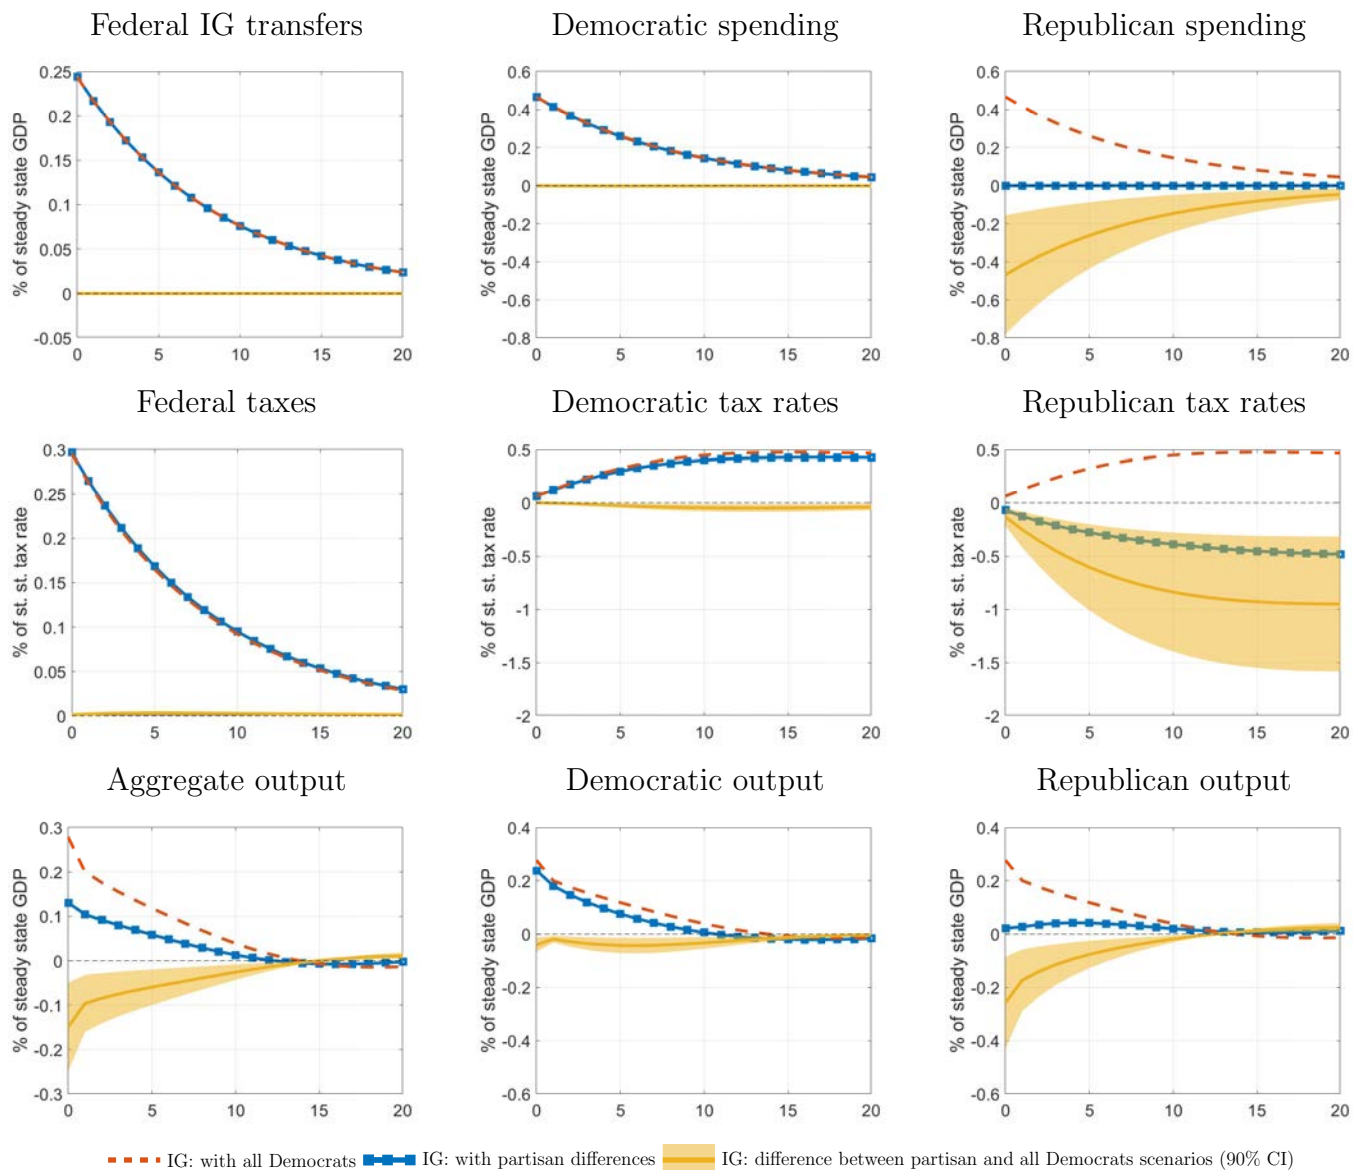 Federal IG transfers
Democratic spending
Republican spending
% of steady state GDP
0.25
0.2
0.15
0.1
0.05
0
-0.05
0 5 10 15 20
% of steady state GDP
0.6
0.4
0.2
0
-0.2
-0.4
-0.6
-0.8
0 5 10 15 20
% of steady state GDP
0.6
0.4
0.2
0
-0.2
-0.4
-0.6
-0.8
0 5 10 15 20
Federal taxes
Democratic tax rates
Republican tax rates
% of st. st. tax rate
0.3
0.25
0.2
0.15
0.1
0.05
0
0 5 10 15 20
% of st. st. tax rate
0.5
0
-0.5
-1
-1.5
-2
0 5 10 15 20
% of st. st. tax rate
0.5
0
-0.5
-1
-1.5
-2
0 5 10 15 20
Aggregate output
Democratic output
Republican output
% of steady state GDP
0.3
0.2
0.1
0
-0.1
-0.2
-0.3
0 5 10 15 20
% of steady state GDP
0.4
0.2
0
-0.2
-0.4
-0.6
0 5 10 15 20
% of steady state GDP
0.4
0.2
0
-0.2
-0.4
-0.6
0 5 10 15 20
IG: with all Democrats
IG: with partisan differences
IG: difference between partisan and all Democrats scenarios (90% CI)